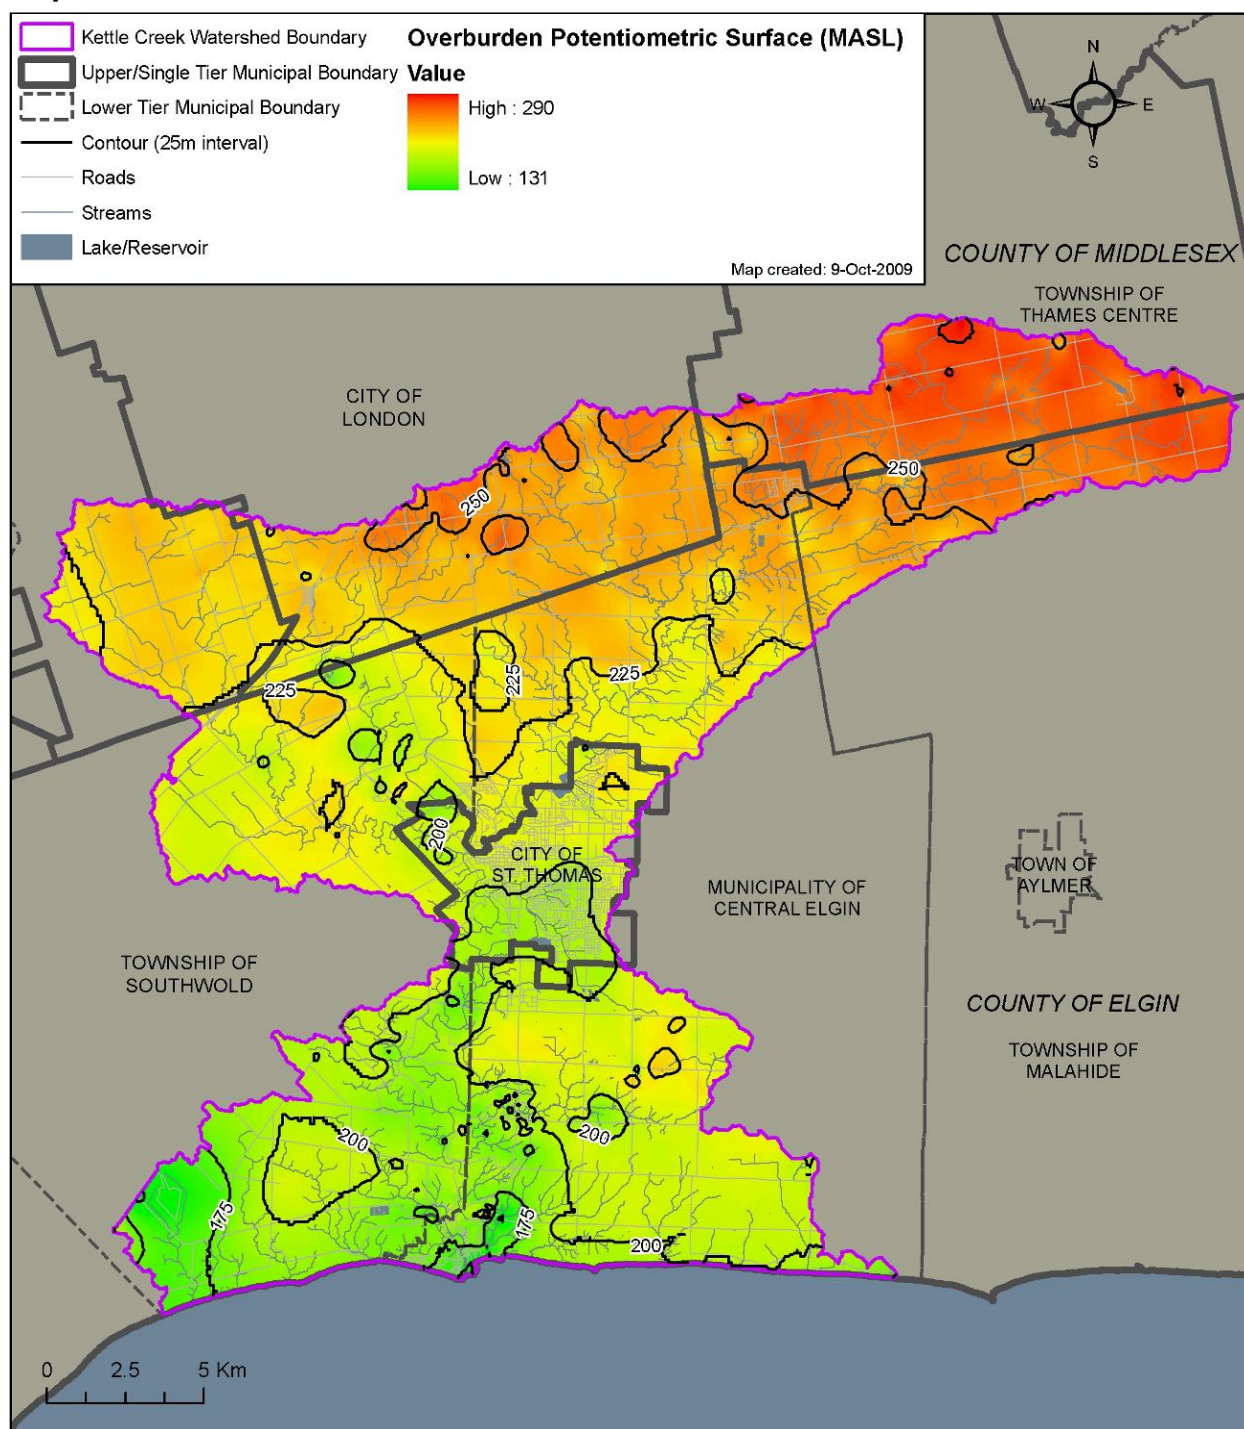 Kettle Creek Watershed Boundary
Upper/Single Tier Municipal Boundary
Lower Tier Municipal Boundary
Contour (25m interval)
Roads
Streams
Lake/Reservoir
Overburden Potentiometric Surface (MASL)
Value
High : 290
Low : 131
Map created: 9-Oct-2009
N
W
E
S
COUNTY OF MIDDLESEX
TOWNSHIP OF
THAMES CENTRE
CITY OF
LONDON
250
250
225
225
225
200
CITY OF
ST. THOMAS
MUNICIPALITY OF
CENTRAL ELGIN
TOWN OF
AYLMER
TOWNSHIP OF
SOUTHWOLD
COUNTY OF ELGIN
TOWNSHIP OF
MALAHIDE
200
200
175
175
200
0 2.5 5 Km